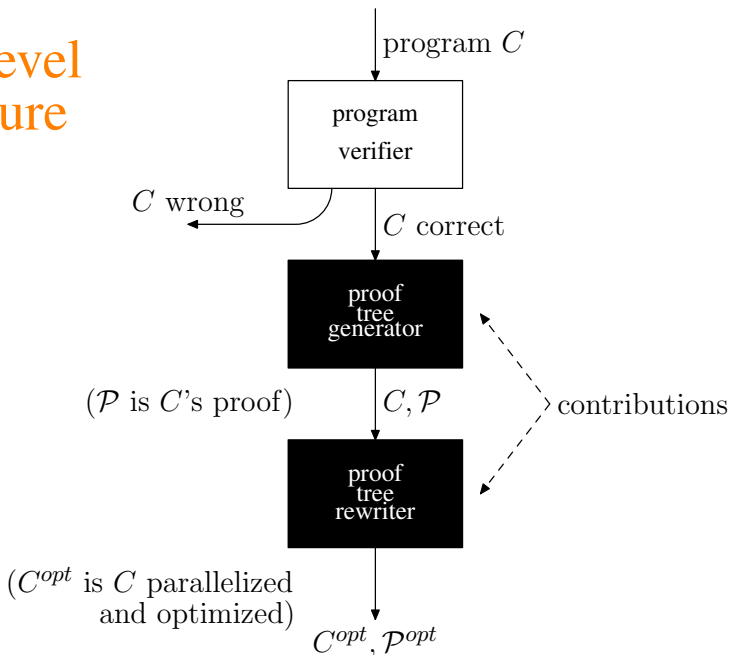 program C
evel
ure
program
verifier
C wrong
C correct
proof
tree
generator
(𝒫 is C's proof)
C, 𝒫
contributions
proof
tree
rewriter
(C^{opt} is C parallelized
and optimized)
C^{opt}, 𝒫^{opt}